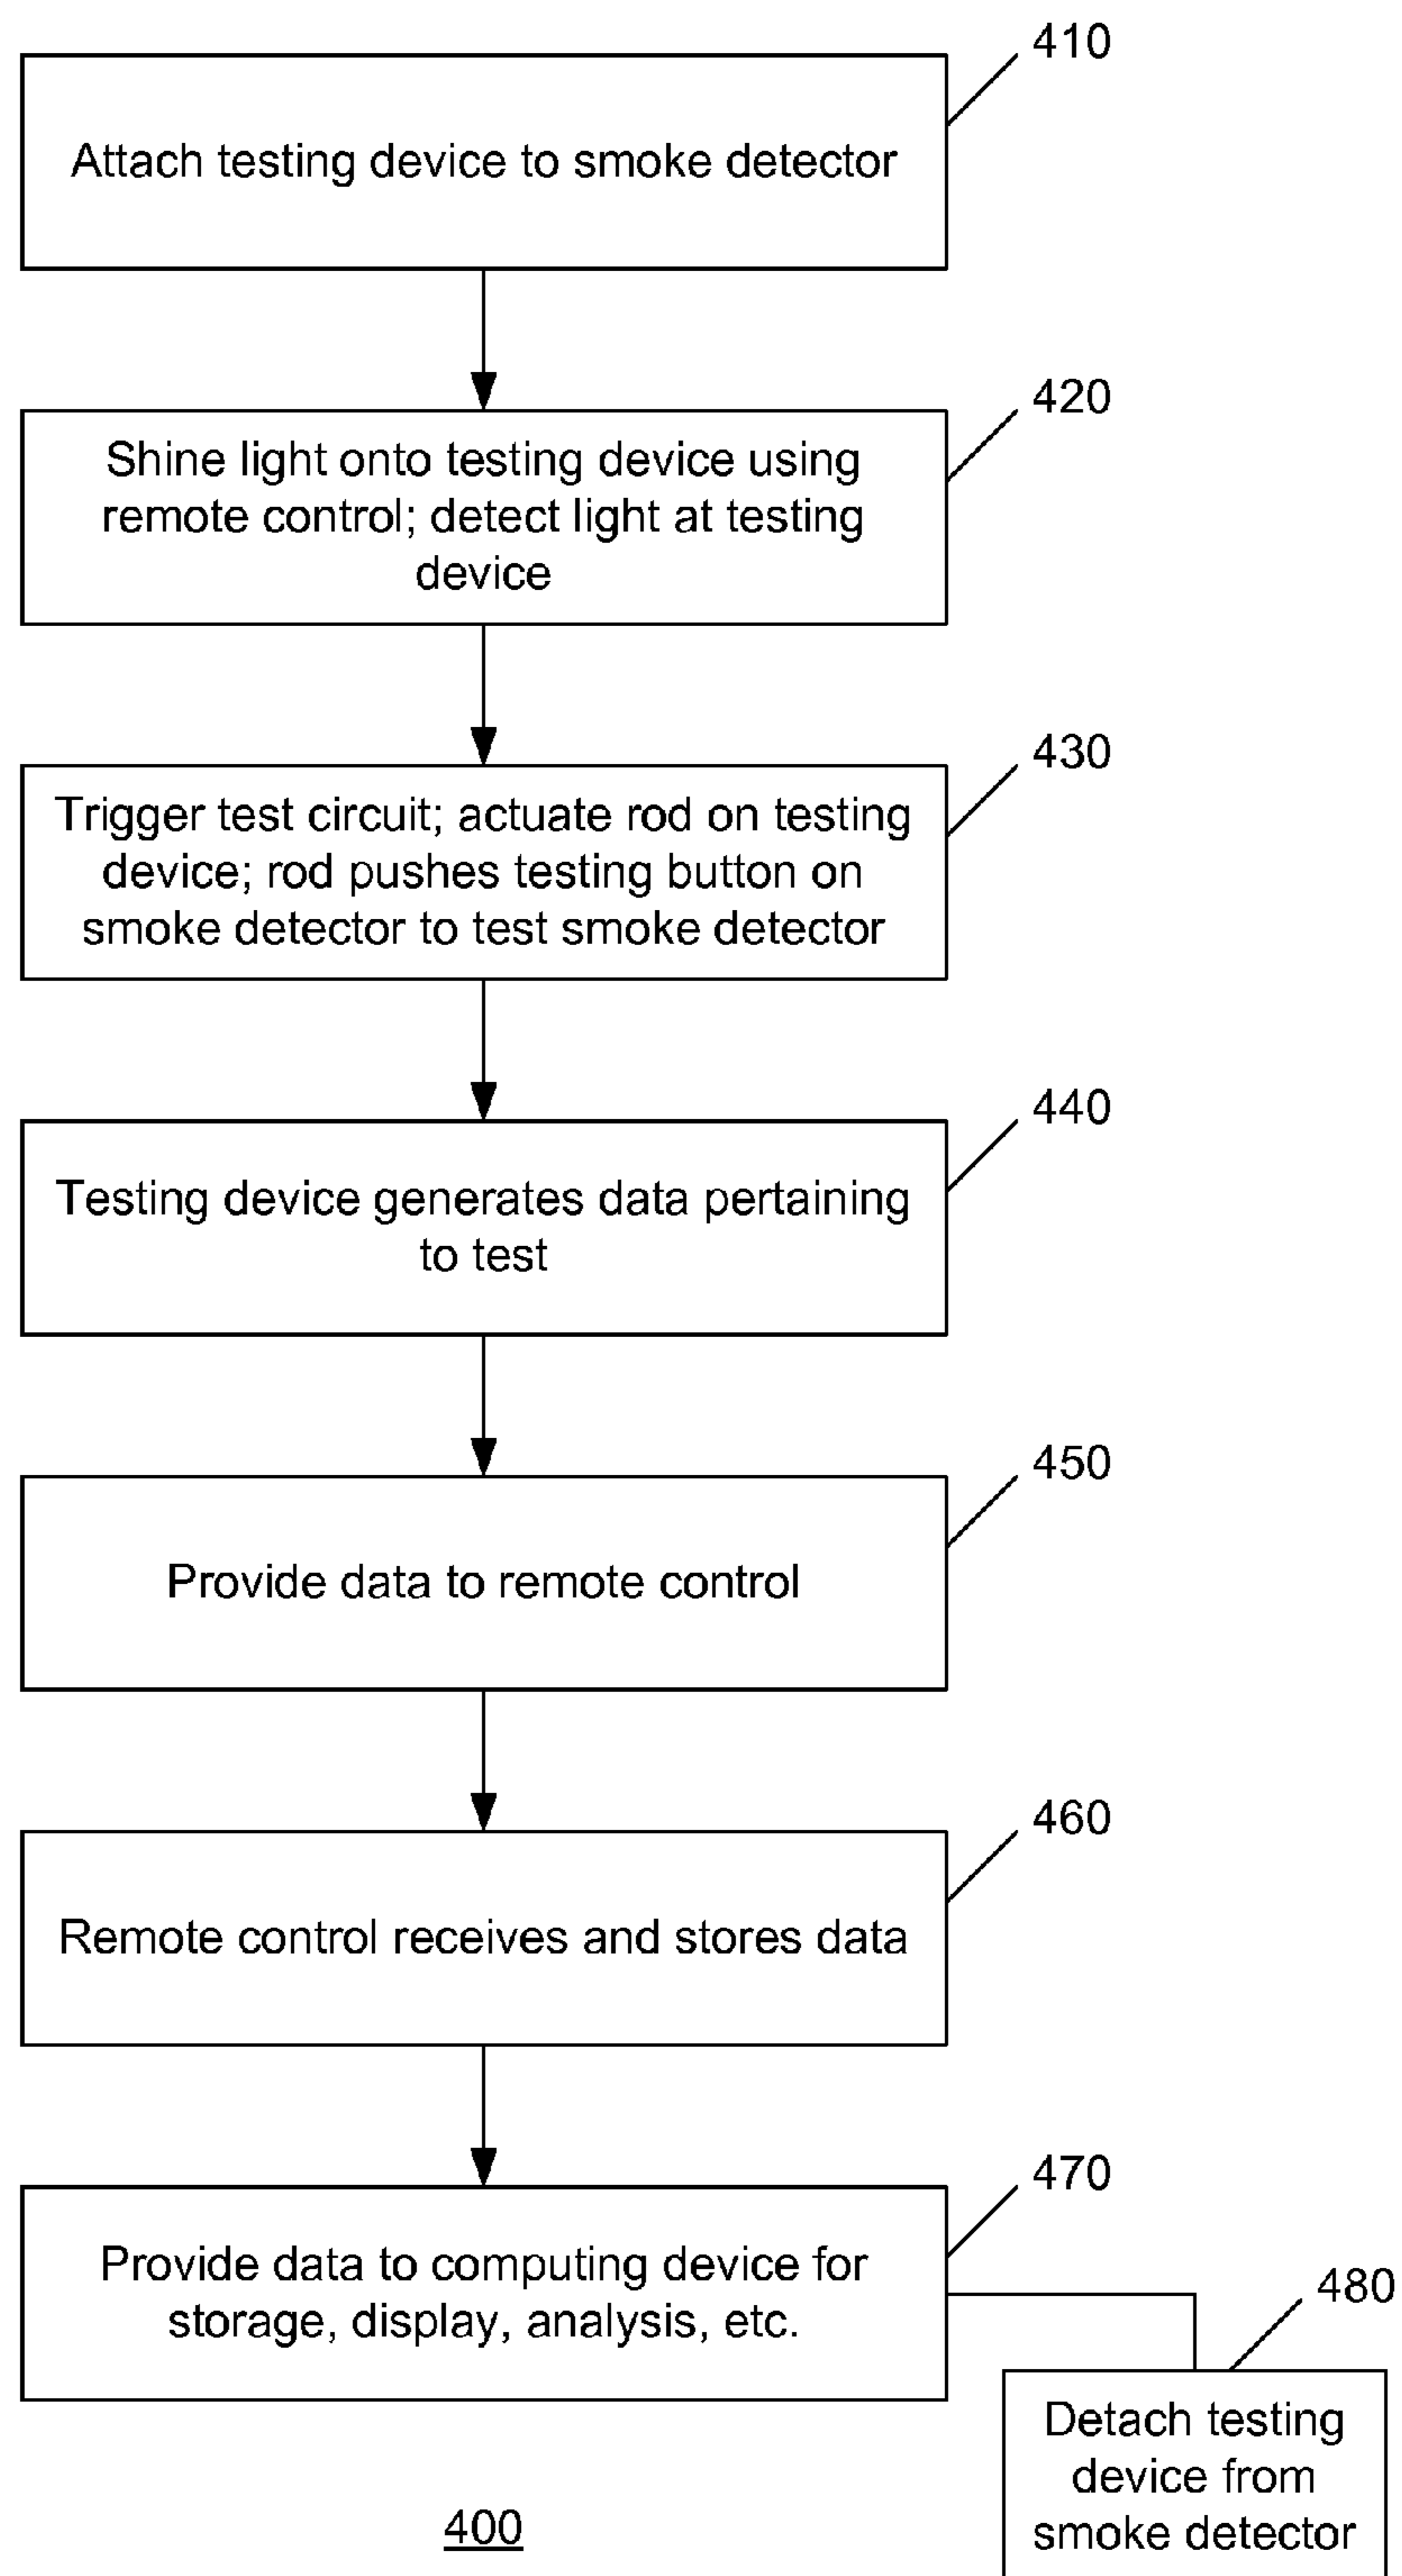 410
Attach testing device to smoke detector
420
Shine light onto testing device using
remote control; detect light at testing
device
430
Trigger test circuit; actuate rod on testing
device; rod pushes testing button on
smoke detector to test smoke detector
440
Testing device generates data pertaining
to test
450
Provide data to remote control
460
Remote control receives and stores data
470
Provide data to computing device for
storage, display, analysis, etc.
480
Detach testing
device from
smoke detector
400